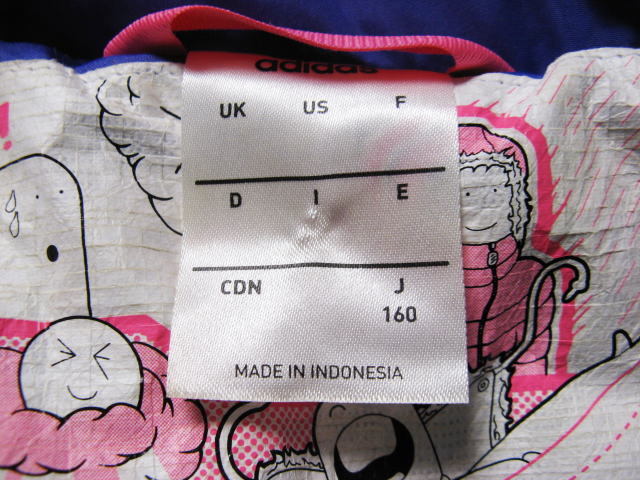 adidas
UK US F
D I E
CDN J
160
MADE IN INDONESIA
!